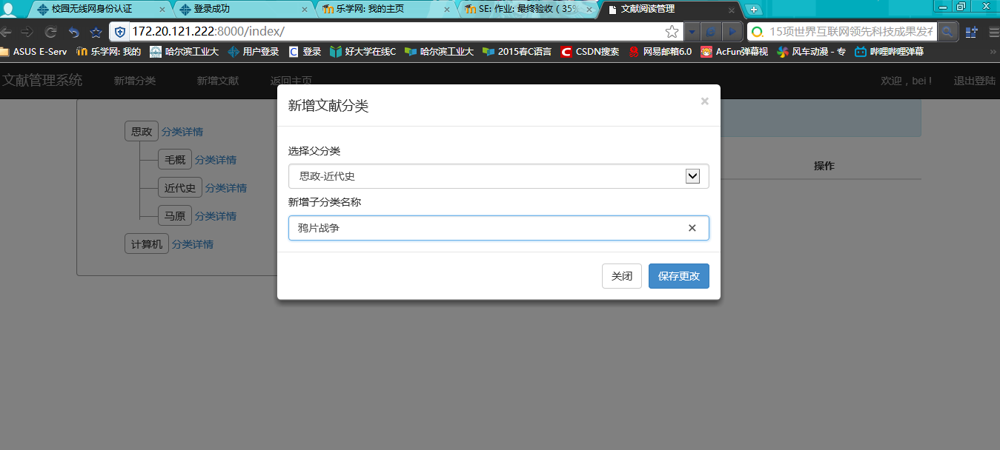 校园无线网身份认证
登录成功
乐学网: 我的主页
SE: 作业: 最终验收（35%
文献阅读管理
172.20.121.222:8000/index/
15项世界互联网领先科技成果发布
ASUS E-Serv
乐学网: 我的
哈尔滨工业大
用户登录
登录
好大学在线C
哈尔滨工业大
2015春C语言
CSDN搜索
网易邮箱6.0
AcFun弹幕视
风车动漫 - 专
哔哩哔哩弹幕
文献管理系统
新增分类
新增文献
返回主页
欢迎，bei !
退出登陆
思政 分类详情
毛概 分类详情
近代史 分类详情
马原 分类详情
计算机 分类详情
操作
新增文献分类
选择父分类
思政-近代史
新增子分类名称
鸦片战争
关闭
保存更改